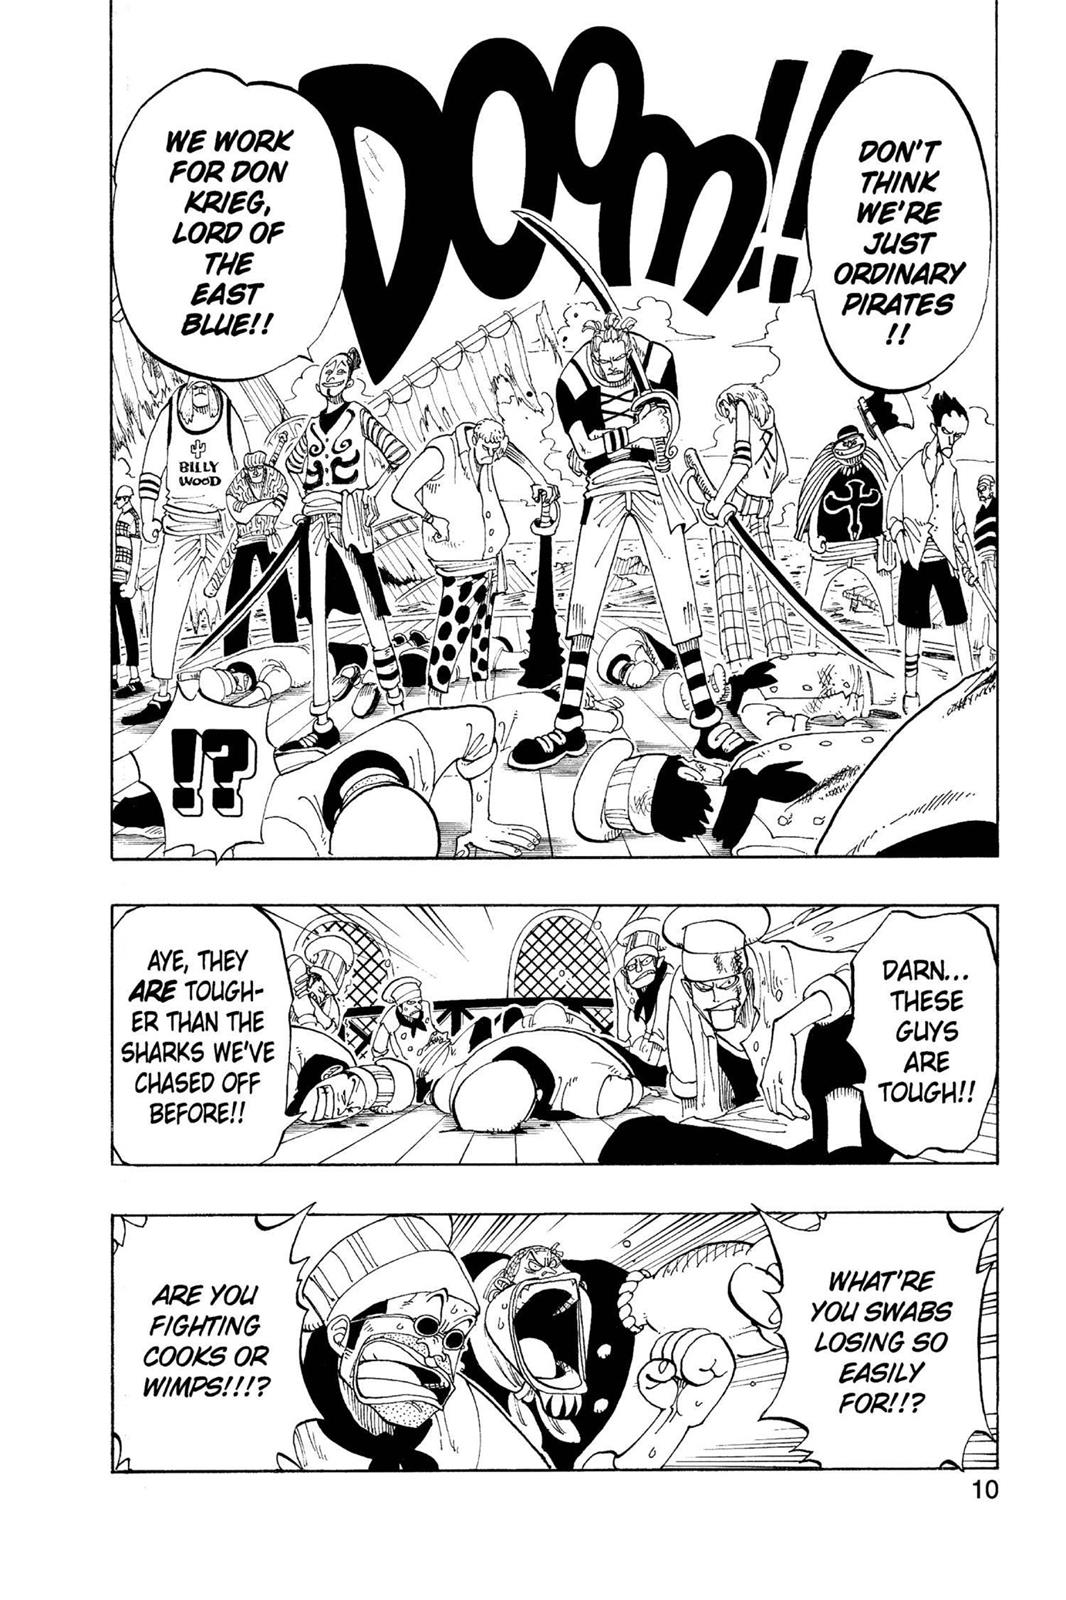 DOOM!!
DON'T
THINK
WE'RE
JUST
ORDINARY
PIRATES
!!
WE WORK
FOR DON
KRIEG,
LORD OF
THE
EAST
BLUE!!
BILLY
WOOD
!?
DARN...
THESE
GUYS
ARE
TOUGH!!
AYE, THEY
ARE TOUGH-
ER THAN THE
SHARKS WE'VE
CHASED OFF
BEFORE!!
WHAT'RE
YOU SWABS
LOSING SO
EASILY
FOR!!?
ARE YOU
FIGHTING
COOKS OR
WIMPS!!!?
10